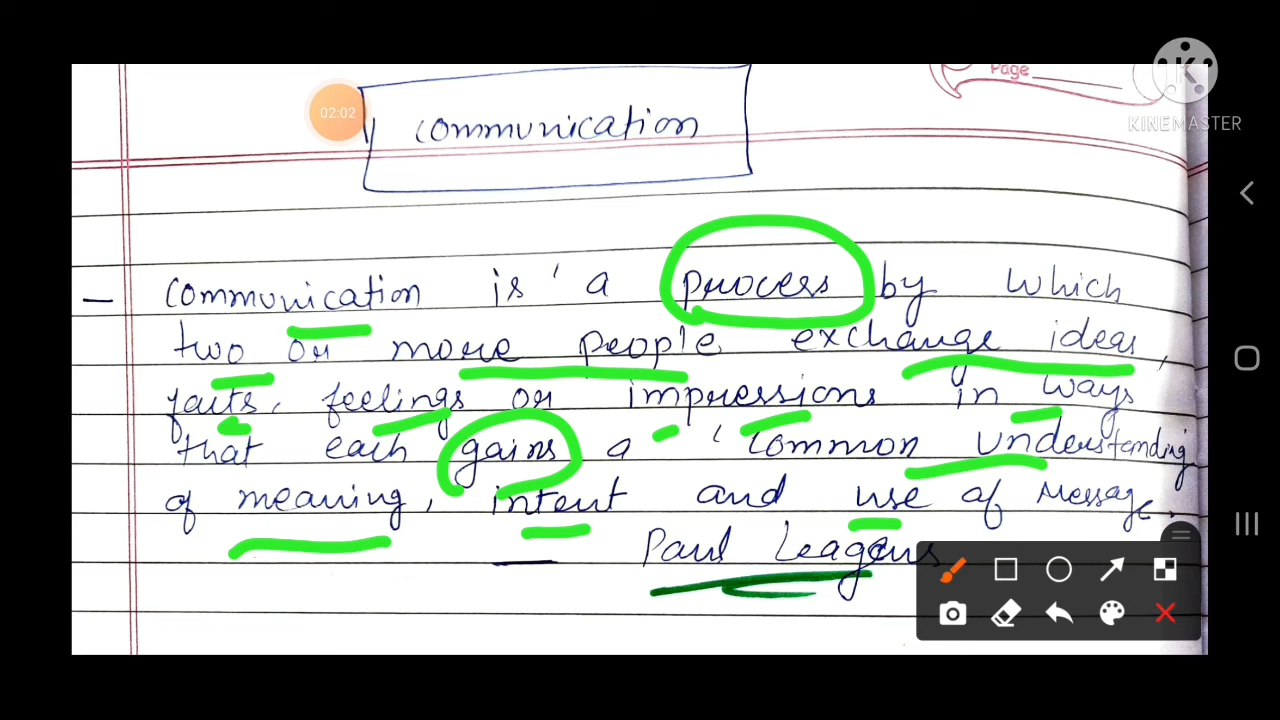 Page
KINEMASTER
02:02
Communication
- Communication is ' a process by which
two or more people exchange ideas,
facts, feelings or impressions in ways
that each gains a ' common understanding
of meaning, intent and use of Message.
— Paul Leagans